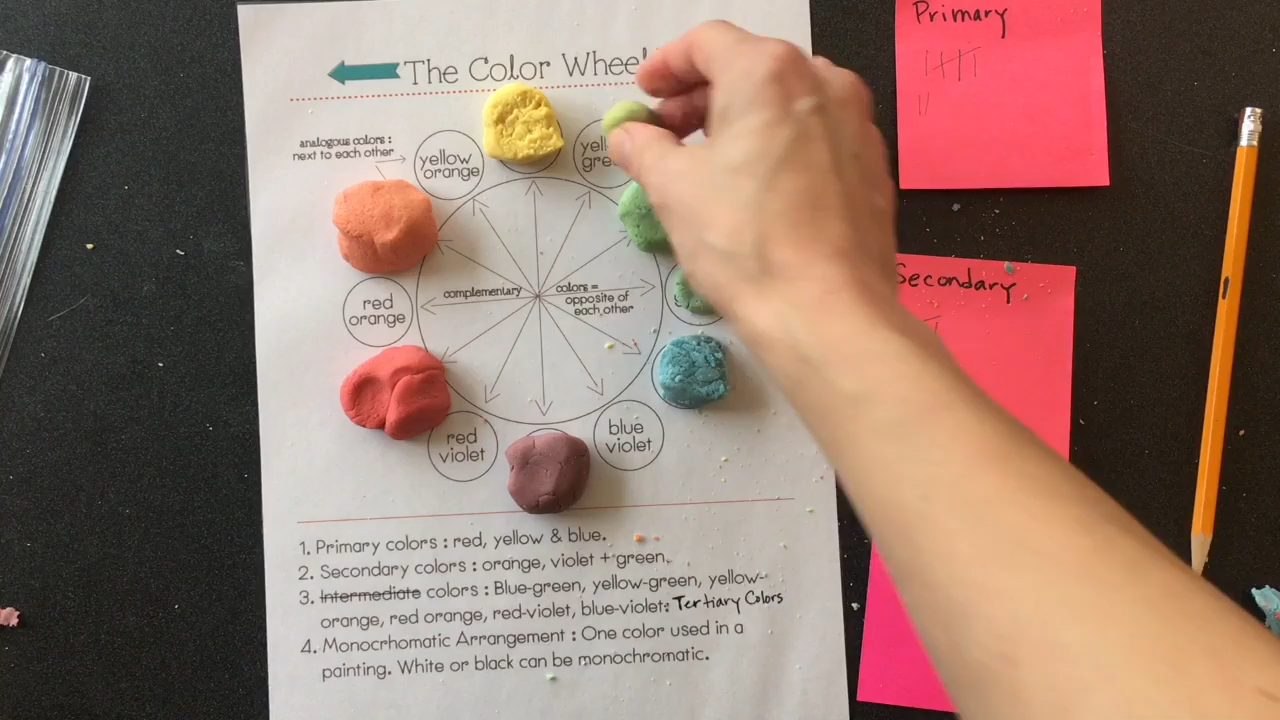 The Color Wheel
Primary
analogous colors :
next to each other
yellow
orange
Secondary
red
orange
complementary
colors =
opposite of
each other
red
violet
blue
violet
1. Primary colors : red, yellow & blue.
2. Secondary colors : orange, violet + green.
3. Intermediate colors : Blue-green, yellow-green, yellow-
orange, red orange, red-violet, blue-violet: Tertiary Colors
4. Monocrhomatic Arrangement : One color used in a
painting. White or black can be monochromatic.